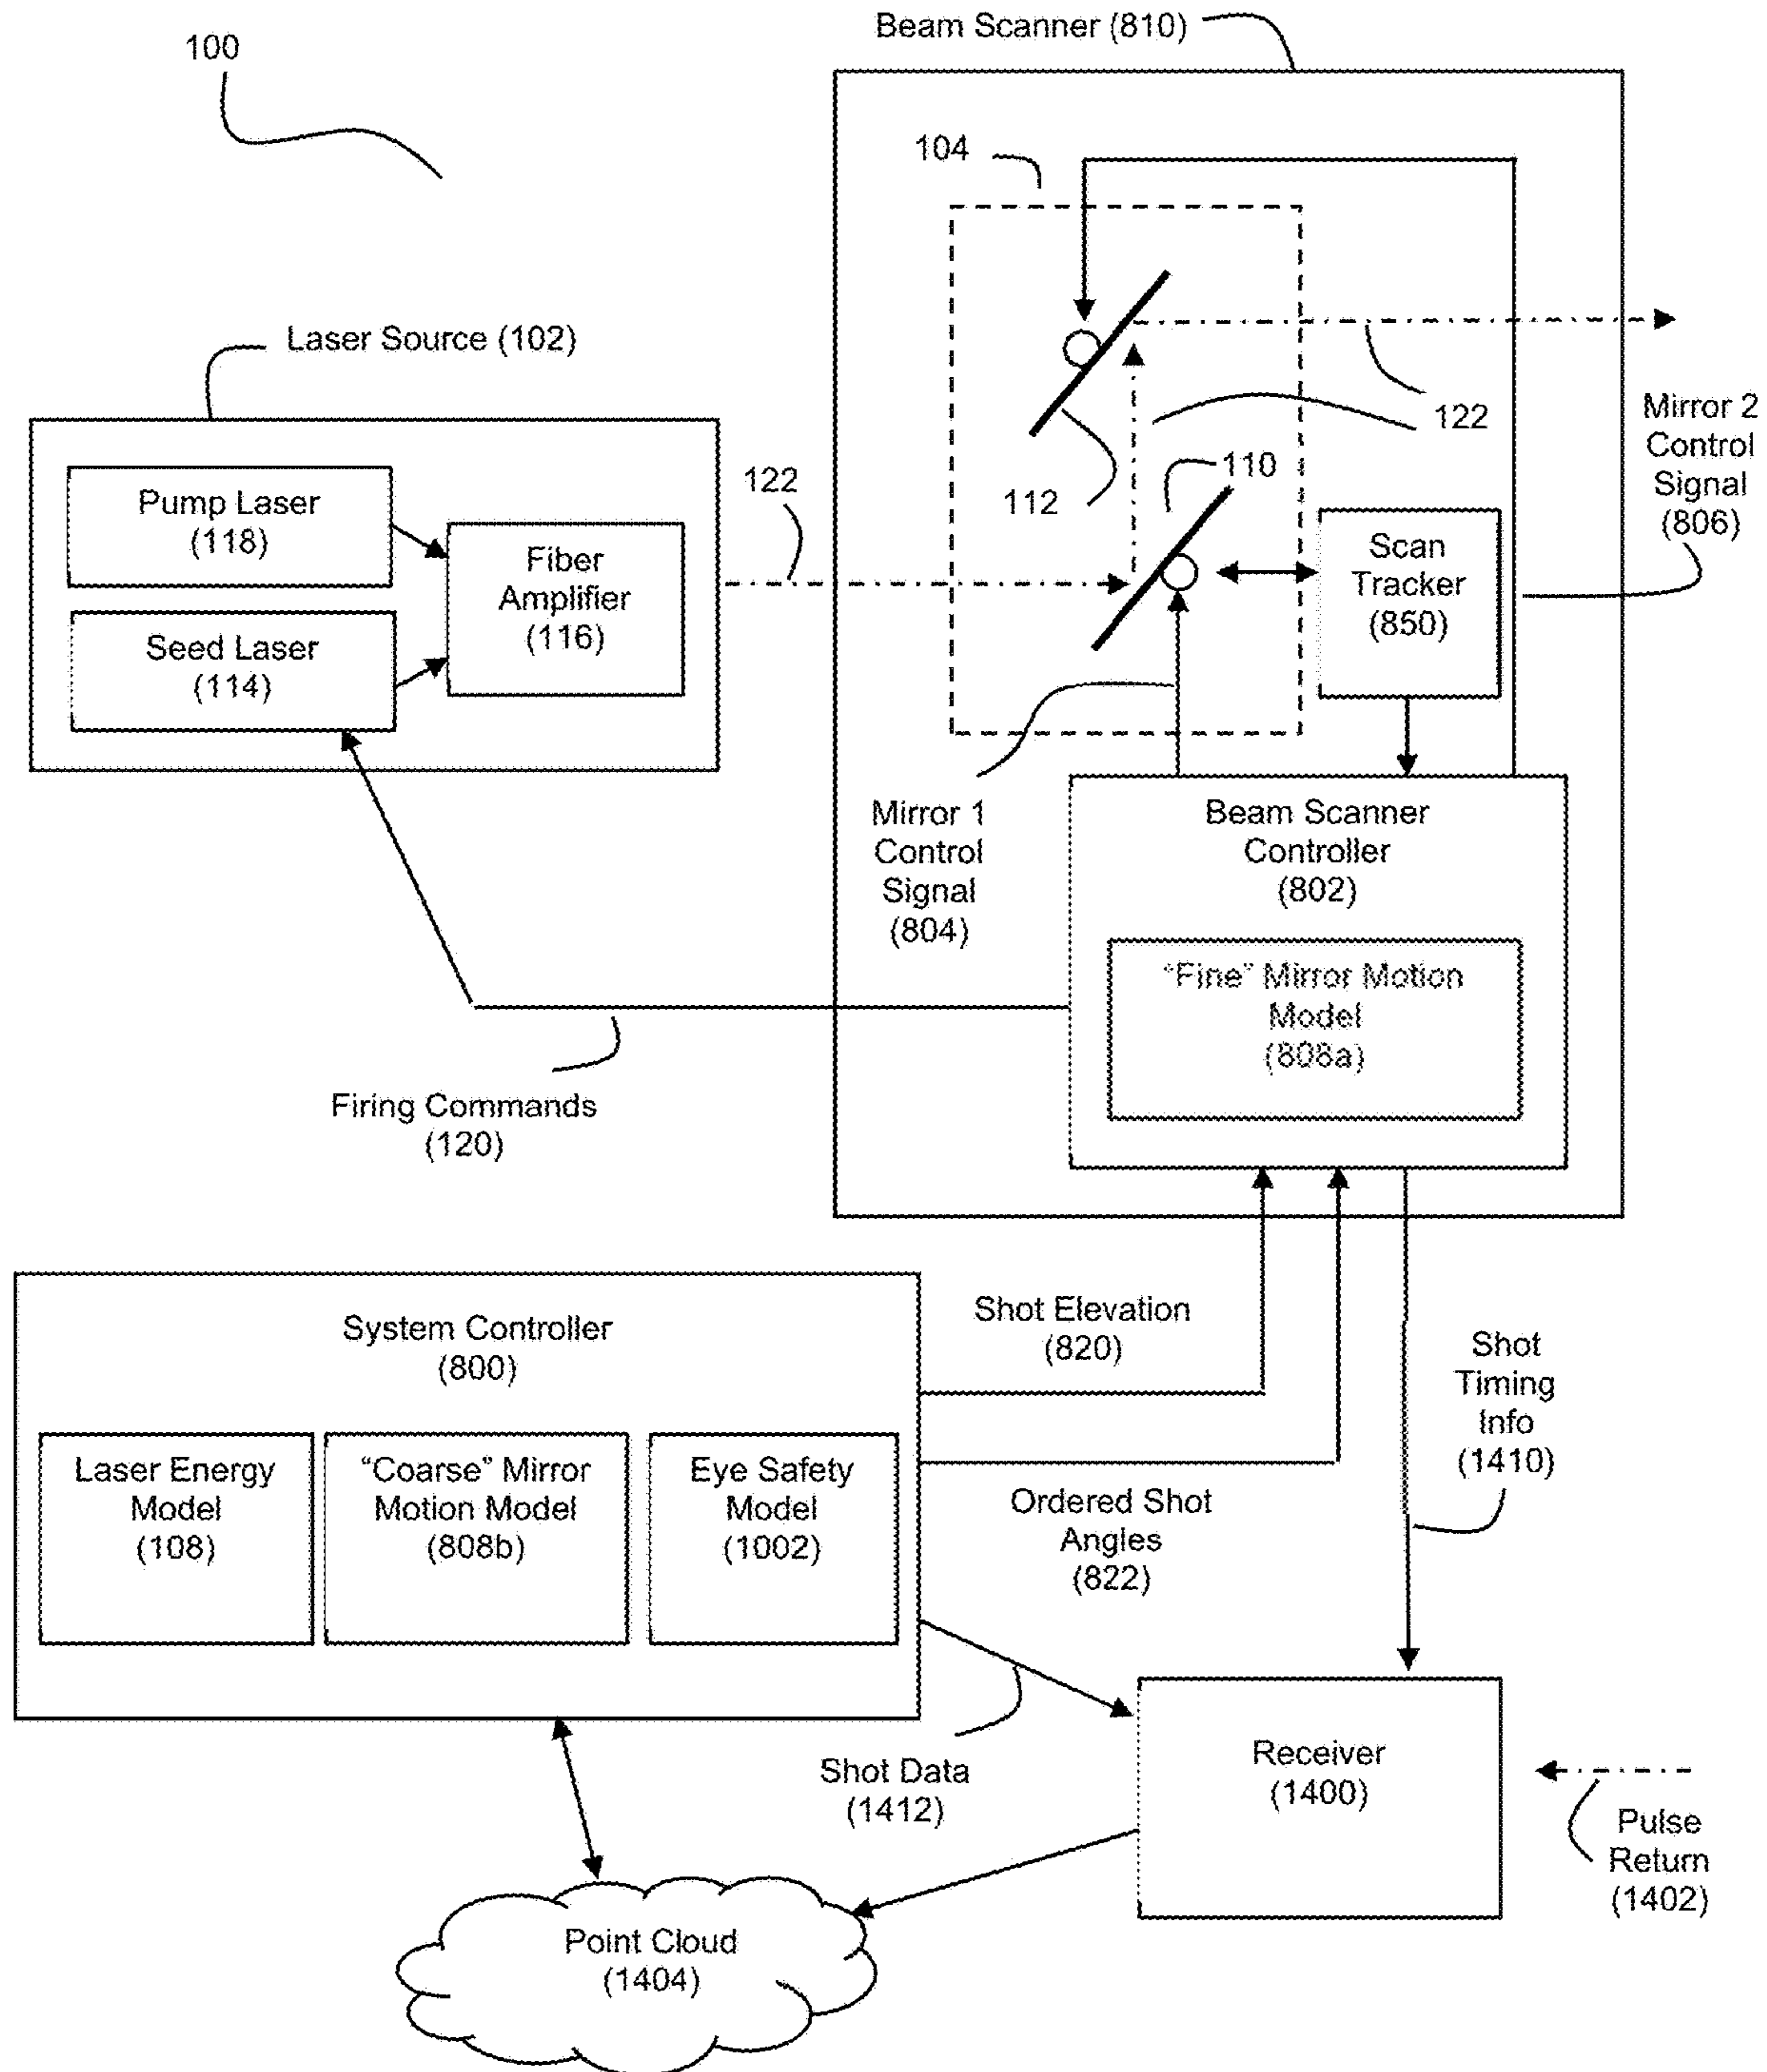 100
Beam Scanner (810)
104
Laser Source (102)
Pump Laser
(118)
Seed Laser
(114)
Fiber
Amplifier
(116)
122
112
110
122
Scan
Tracker
(850)
Mirror 2
Control
Signal
(806)
Mirror 1
Control
Signal
(804)
Beam Scanner
Controller
(802)
"Fine" Mirror Motion
Model
(808a)
Firing Commands
(120)
System Controller
(800)
Laser Energy
Model
(108)
"Coarse" Mirror
Motion Model
(808b)
Eye Safety
Model
(1002)
Shot Elevation
(820)
Ordered Shot
Angles
(822)
Shot
Timing
Info
(1410)
Shot Data
(1412)
Receiver
(1400)
Pulse
Return
(1402)
Point Cloud
(1404)